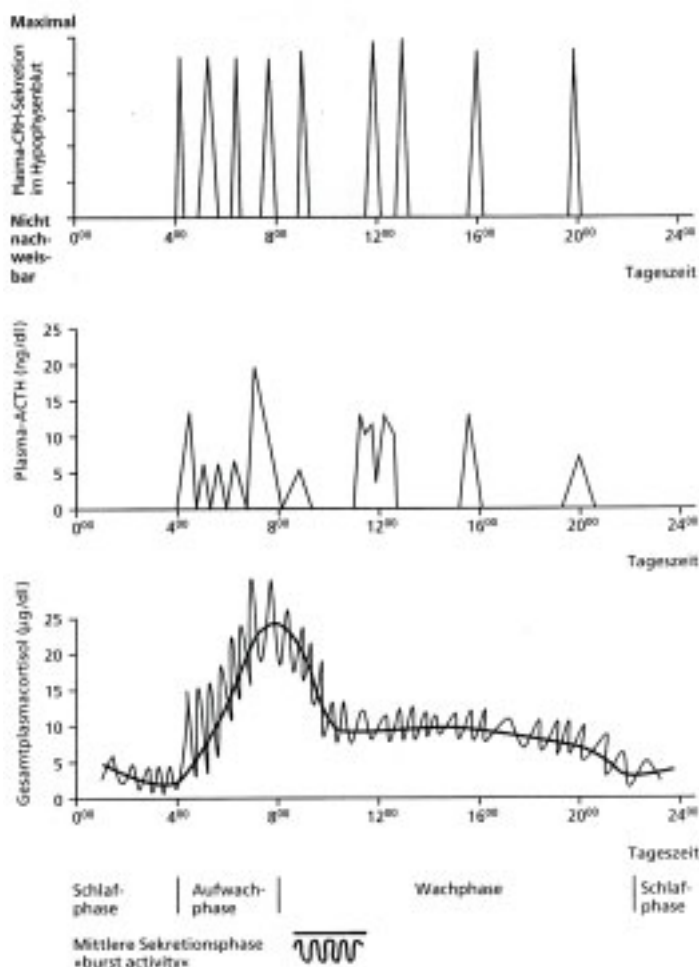 Maximal
Plasma-CRH-Sekretion
im Hypophysenblut
Nicht
nach-
weis-
bar
0⁰⁰ 4⁰⁰ 8⁰⁰ 12⁰⁰ 16⁰⁰ 20⁰⁰ 24⁰⁰
Tageszeit
Plasma-ACTH (ng/dl)
25
20
15
10
5
0
0⁰⁰ 4⁰⁰ 8⁰⁰ 12⁰⁰ 16⁰⁰ 20⁰⁰ 24⁰⁰
Tageszeit
Gesamtplasmacortisol (µg/dl)
25
20
15
10
5
0
0⁰⁰ 4⁰⁰ 8⁰⁰ 12⁰⁰ 16⁰⁰ 20⁰⁰ 24⁰⁰
Tageszeit
Schlaf-
phase
Aufwach-
phase
Wachphase
Schlaf-
phase
Mittlere Sekretionsphase
»burst activity«